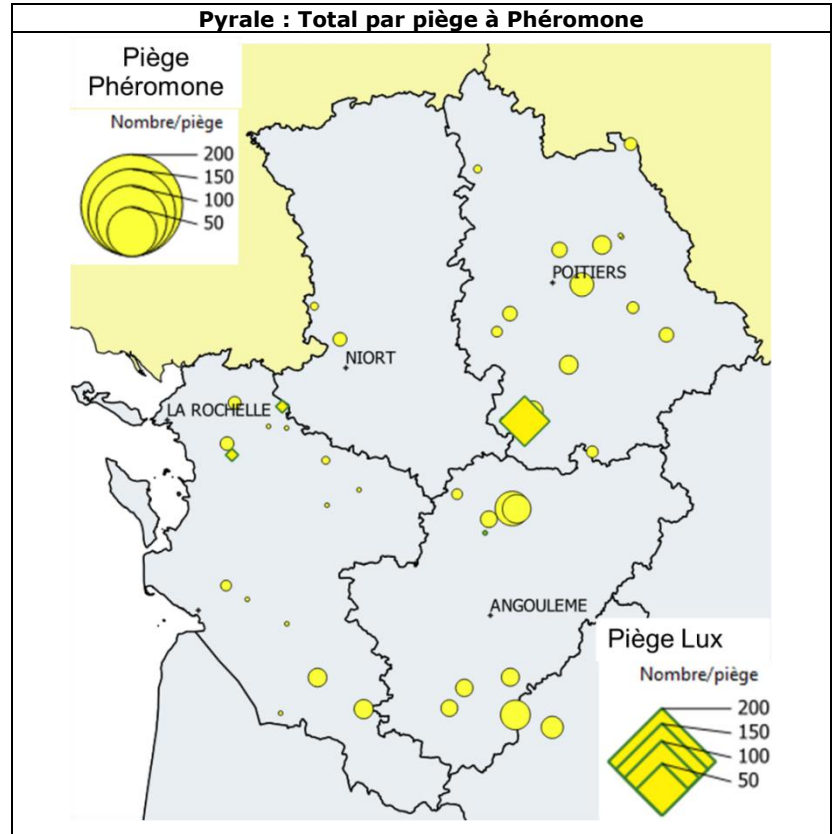 Pyrale : Total par piège à Phéromone
Piège
Phéromone
Nombre/piège
200
150
100
50
POITIERS
NIORT
LA ROCHELLE
ANGOULEME
Piège Lux
Nombre/piège
200
150
100
50